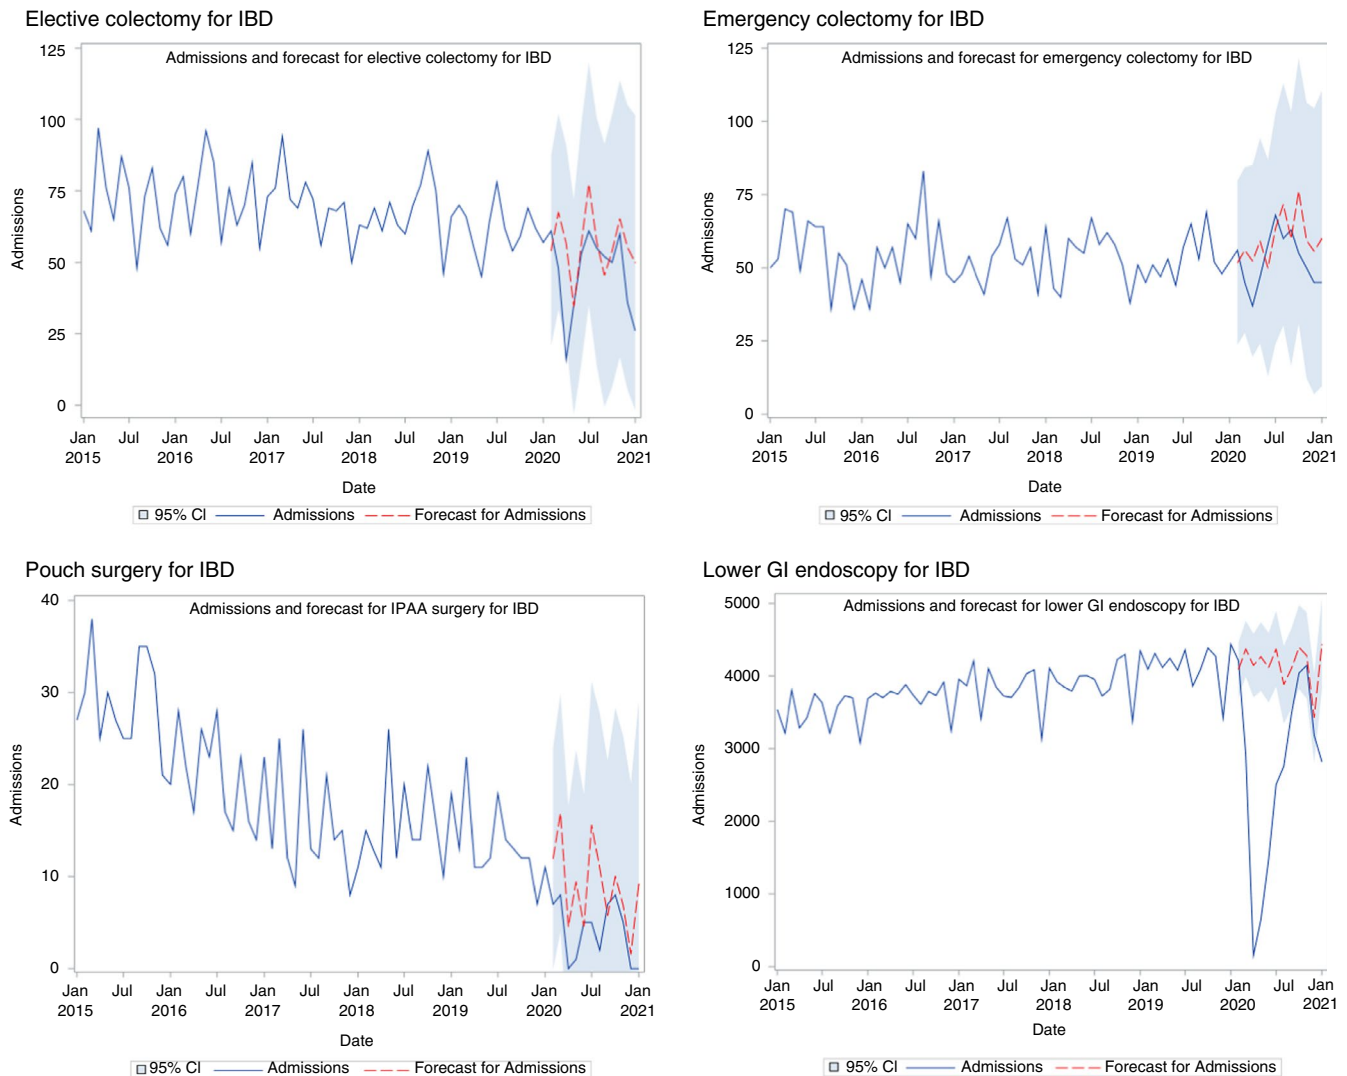 Elective colectomy for IBD
Admissions and forecast for elective colectomy for IBD
125
100
75
50
25
0
Admissions
Jan Jul Jan Jul Jan Jul Jan Jul Jan Jul Jan Jul Jan
2015 2016 2017 2018 2019 2020 2021
Date
95% CI Admissions Forecast for Admissions
Emergency colectomy for IBD
Admissions and forecast for emergency colectomy for IBD
125
100
75
50
25
0
Admissions
Jan Jul Jan Jul Jan Jul Jan Jul Jan Jul Jan Jul Jan
2015 2016 2017 2018 2019 2020 2021
Date
95% CI Admissions Forecast for Admissions
Pouch surgery for IBD
Admissions and forecast for IPAA surgery for IBD
40
30
20
10
0
Admissions
Jan Jul Jan Jul Jan Jul Jan Jul Jan Jul Jan Jul Jan
2015 2016 2017 2018 2019 2020 2021
Date
95% CI Admissions Forecast for Admissions
Lower GI endoscopy for IBD
Admissions and forecast for lower GI endoscopy for IBD
5000
4000
3000
2000
1000
0
Admissions
Jan Jul Jan Jul Jan Jul Jan Jul Jan Jul Jan Jul Jan
2015 2016 2017 2018 2019 2020 2021
Date
95% CI Admissions Forecast for Admissions